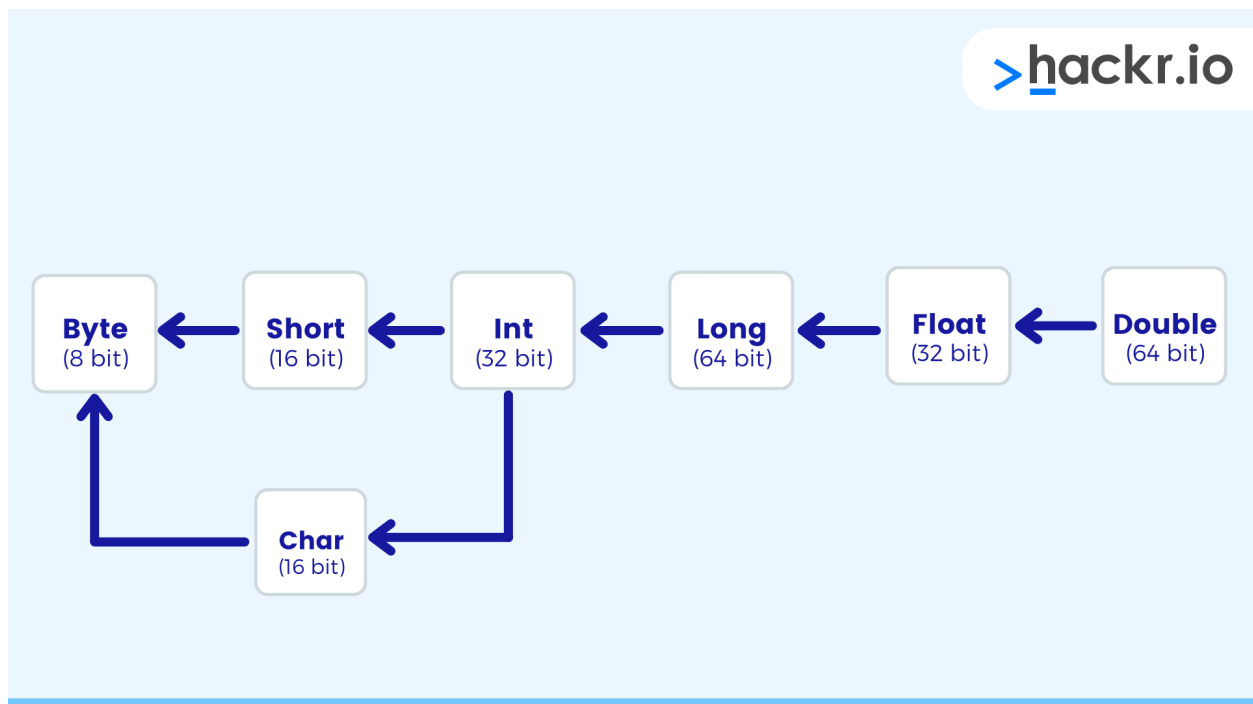 >hackr.io
Byte
(8 bit)
Short
(16 bit)
Int
(32 bit)
Long
(64 bit)
Float
(32 bit)
Double
(64 bit)
Char
(16 bit)